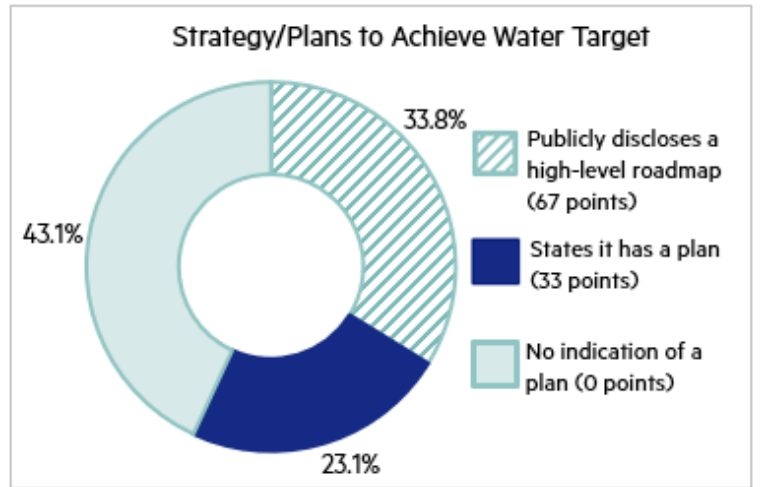 Strategy/Plans to Achieve Water Target
33.8%
Publicly discloses a
high-level roadmap
(67 points)
43.1%
States it has a plan
(33 points)
No indication of a
plan (0 points)
23.1%